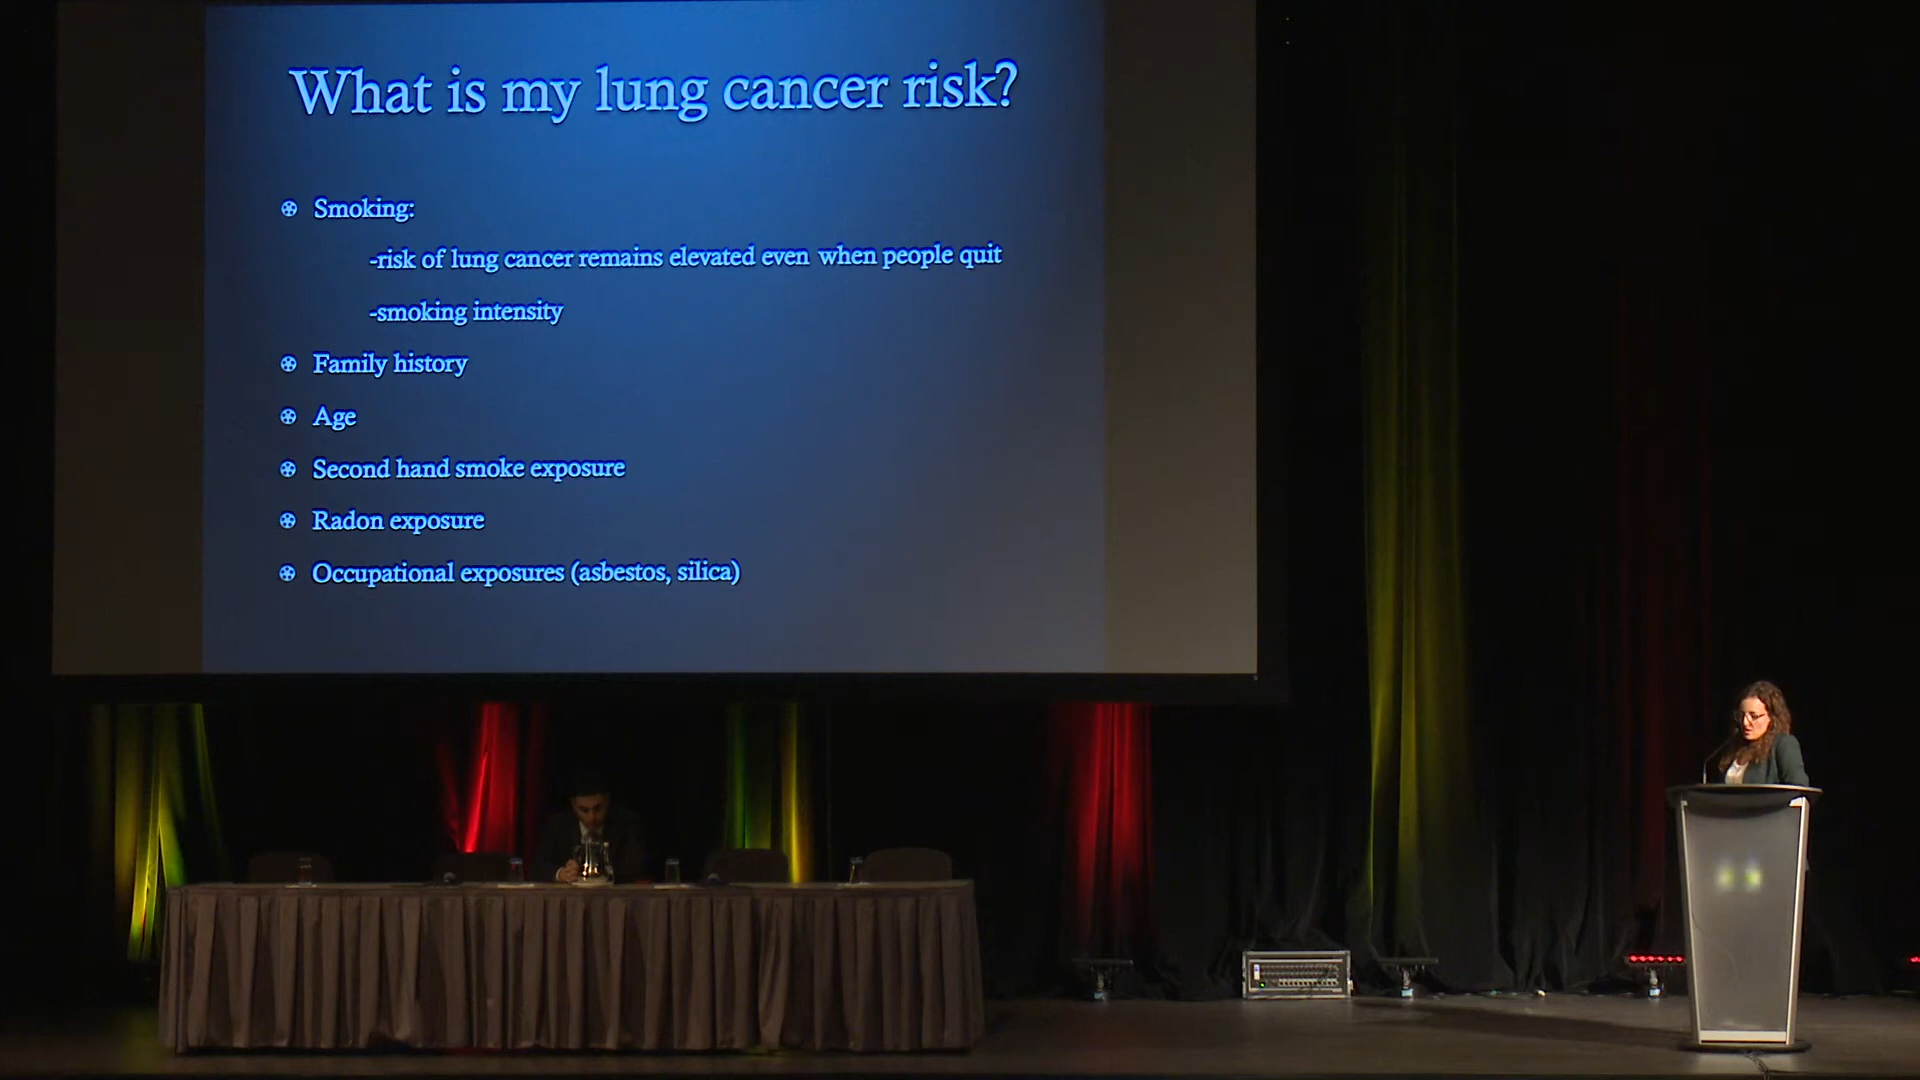 What is my lung cancer risk?
Smoking:
-risk of lung cancer remains elevated even when people quit
-smoking intensity
Family history
Age
Second hand smoke exposure
Radon exposure
Occupational exposures (asbestos, silica)